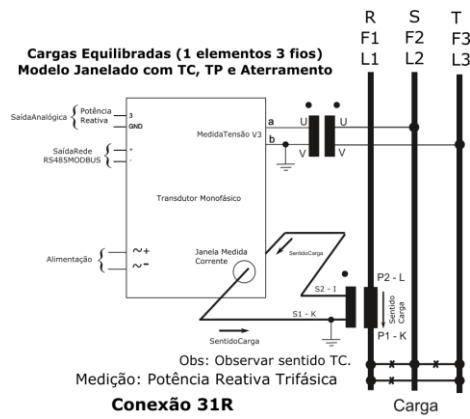 R S T
F1 F2 F3
L1 L2 L3
Cargas Equilibradas (1 elementos 3 fios)
Modelo Janelado com TC, TP e Aterramento
SaídaAnalógica
Potência
Reativa
3
GND
a
MedidaTensão V3
b
U U
V V
SaídaRede
RS485MODBUS
+
-
Transdutor Monofásico
Alimentação
~+
~-
Janela Medida
Corrente
SentidoCarga
S2 - I
S1 - K
P2 - L
Sentido
Carga
P1 - K
SentidoCarga
Obs: Observar sentido TC.
Medição: Potência Reativa Trifásica
Conexão 31R
Carga